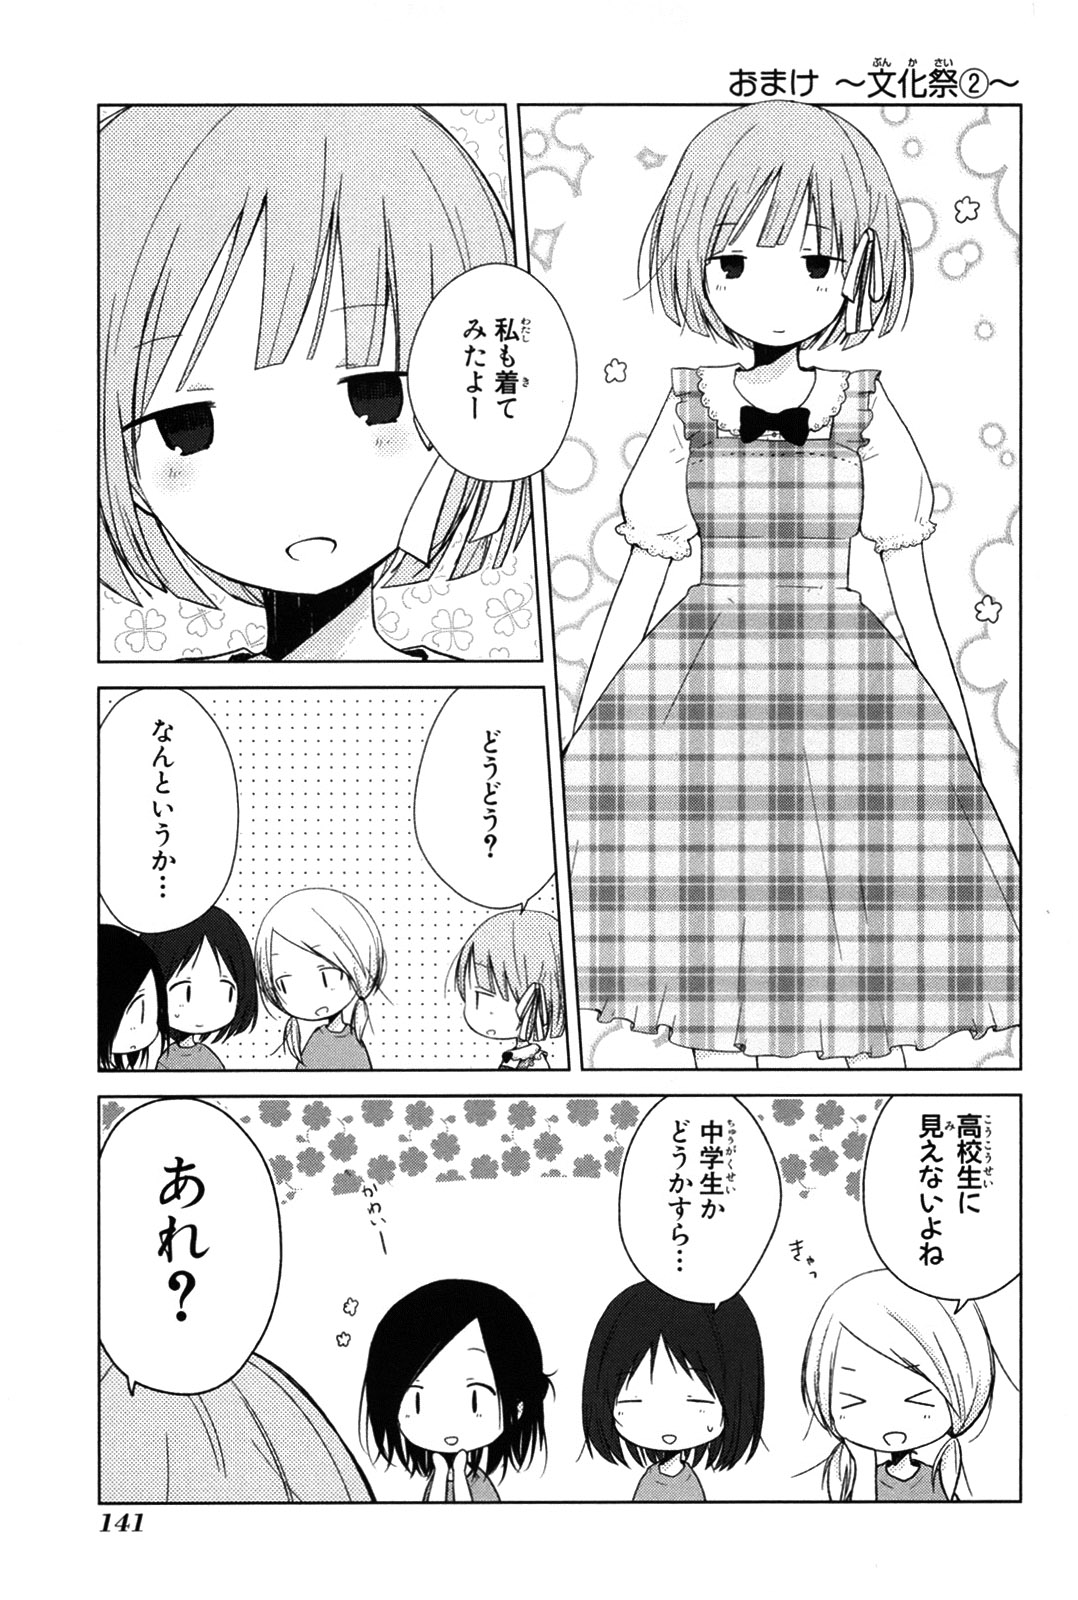 おまけ ～文化祭②～
私も着て
みたよー
どうどう？
なんというか…
高校生に
見えないよね
きゃっ
中学生か
どうかすら…
かわいー
あれ？
141